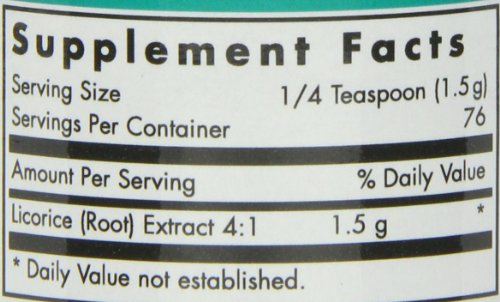 Supplement Facts
Serving Size 1/4 Teaspoon (1.5g)
Servings Per Container 76
Amount Per Serving % Daily Value
Licorice (Root) Extract 4:1 1.5 g *
* Daily Value not established.